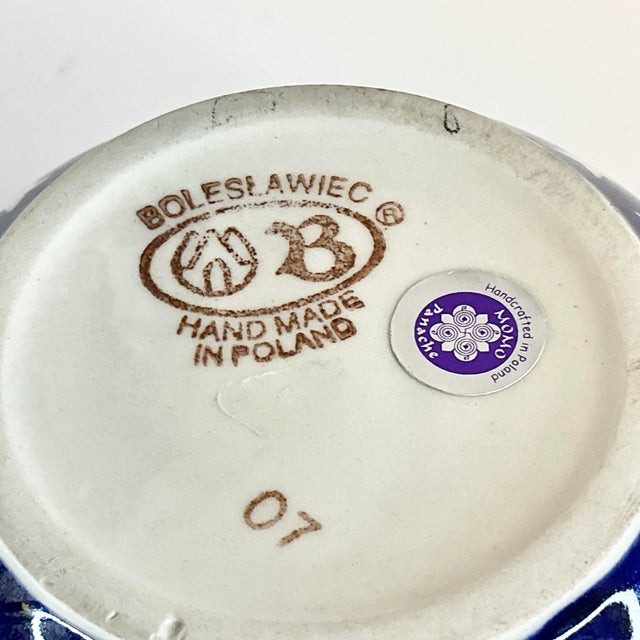 BOLESŁAWIEC ®
B
HAND MADE
IN POLAND
07
Handcrafted in Poland
MOMO
Panache